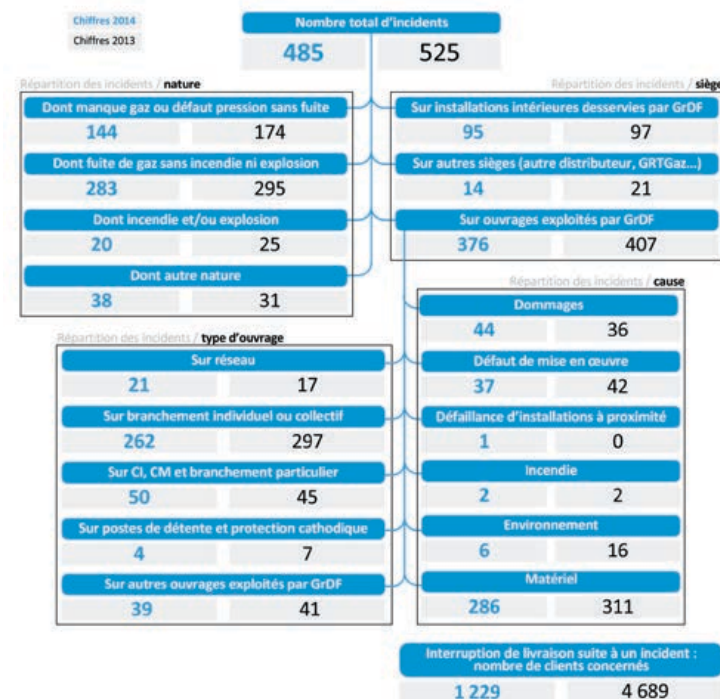 Chiffres 2014
Chiffres 2013
Nombre total d'incidents
485 525
Répartition des incidents / nature
Dont manque gaz ou défaut pression sans fuite
144 174
Dont fuite de gaz sans incendie ni explosion
283 295
Dont incendie et/ou explosion
20 25
Dont autre nature
38 31
Répartition des incidents / siège
Sur installations intérieures desservies par GrDF
95 97
Sur autres sièges (autre distributeur, GRTGaz...)
14 21
Sur ouvrages exploités par GrDF
376 407
Répartition des incidents / type d'ouvrage
Sur réseau
21 17
Sur branchement individuel ou collectif
262 297
Sur CI, CM et branchement particulier
50 45
Sur postes de détente et protection cathodique
4 7
Sur autres ouvrages exploités par GrDF
39 41
Répartition des incidents / cause
Dommages
44 36
Défaut de mise en œuvre
37 42
Défaillance d'installations à proximité
1 0
Incendie
2 2
Environnement
6 16
Matériel
286 311
Interruption de livraison suite à un incident :
nombre de clients concernés
1 229 4 689